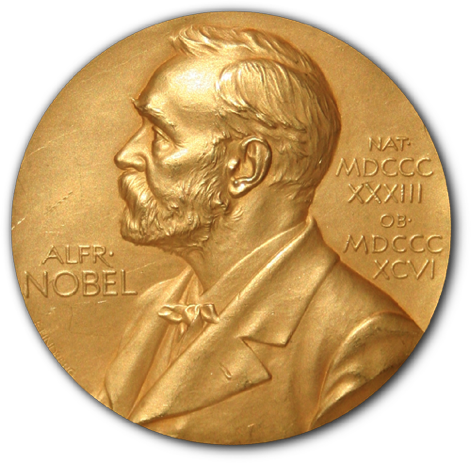 ALFR·
NOBEL
NAT·
MDCCC
XXXIII
OB·
MDCCC
XCVI